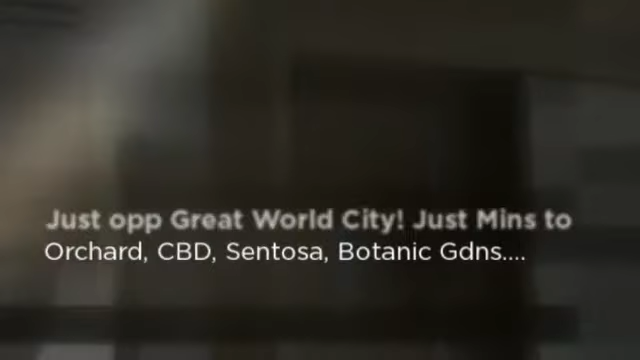 Just opp Great World City! Just Mins to
Orchard, CBD, Sentosa, Botanic Gdns....